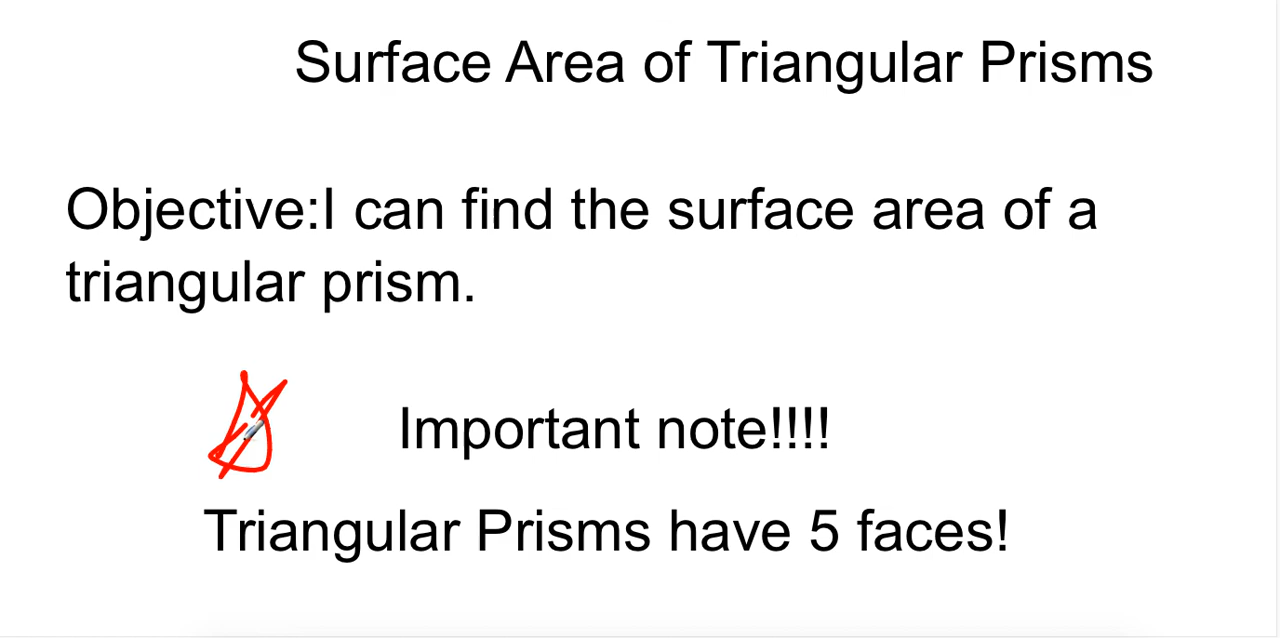 Surface Area of Triangular Prisms
Objective:I can find the surface area of a
triangular prism.
Important note!!!!
Triangular Prisms have 5 faces!